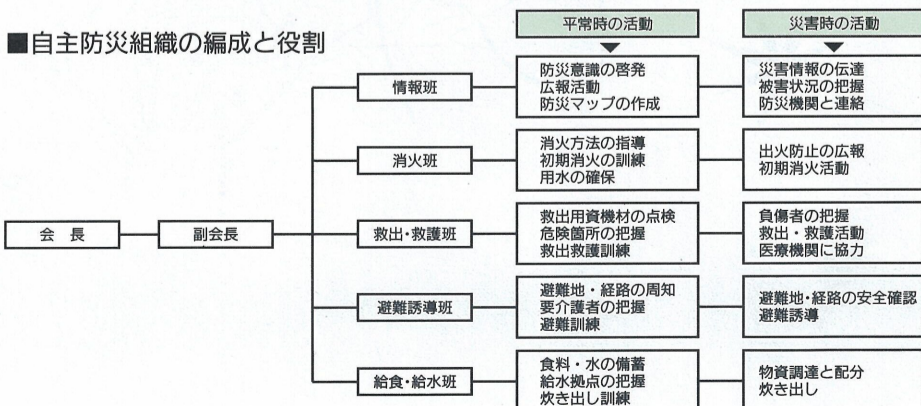 ■自主防災組織の編成と役割
平常時の活動
災害時の活動
会　長
副会長
情報班
防災意識の啓発
広報活動
防災マップの作成
災害情報の伝達
被害状況の把握
防災機関と連絡
消火班
消火方法の指導
初期消火の訓練
用水の確保
出火防止の広報
初期消火活動
救出・救護班
救出用資機材の点検
危険箇所の把握
救出救護訓練
負傷者の把握
救出・救護活動
医療機関に協力
避難誘導班
避難地・経路の周知
要介護者の把握
避難訓練
避難地・経路の安全確認
避難誘導
給食・給水班
食料・水の備蓄
給水拠点の把握
炊き出し訓練
物資調達と配分
炊き出し